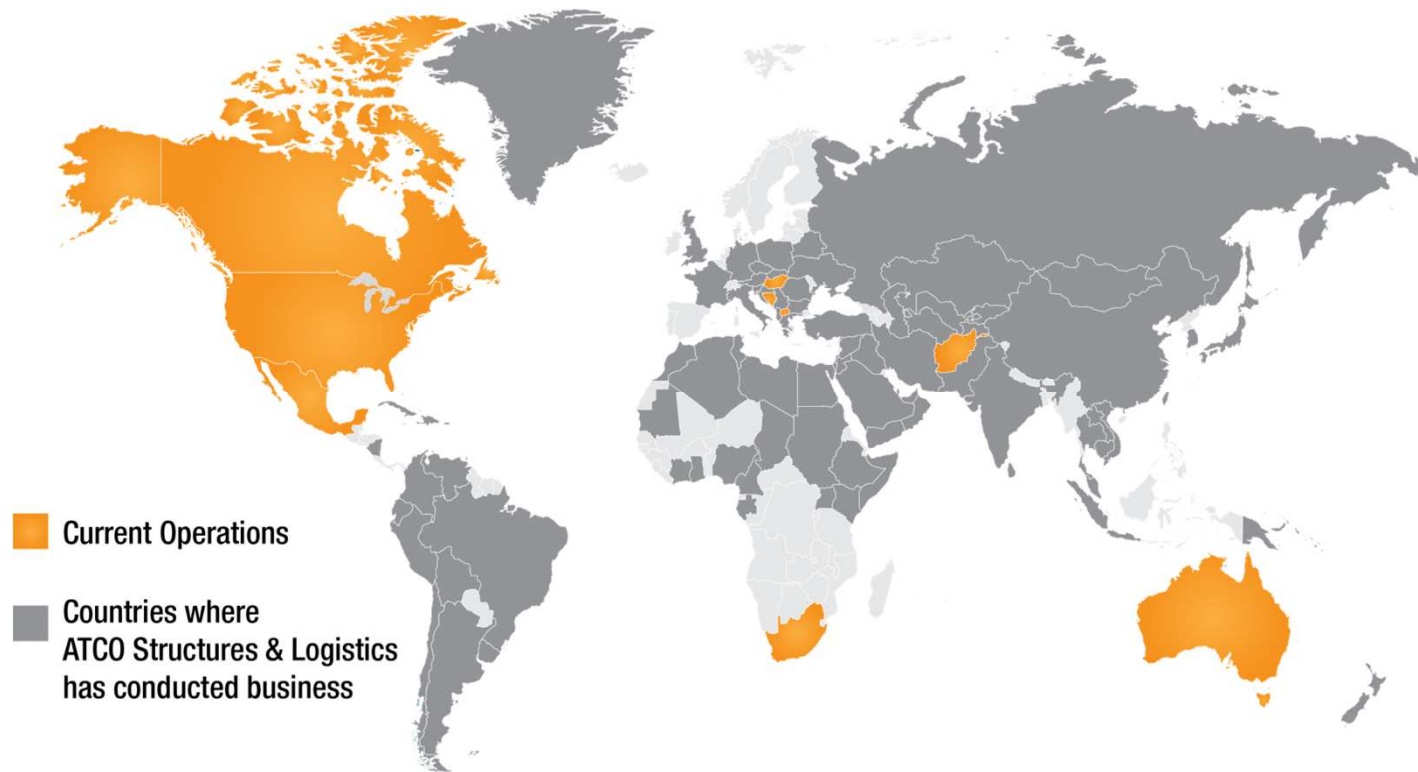 Current Operations
Countries where
ATCO Structures & Logistics
has conducted business